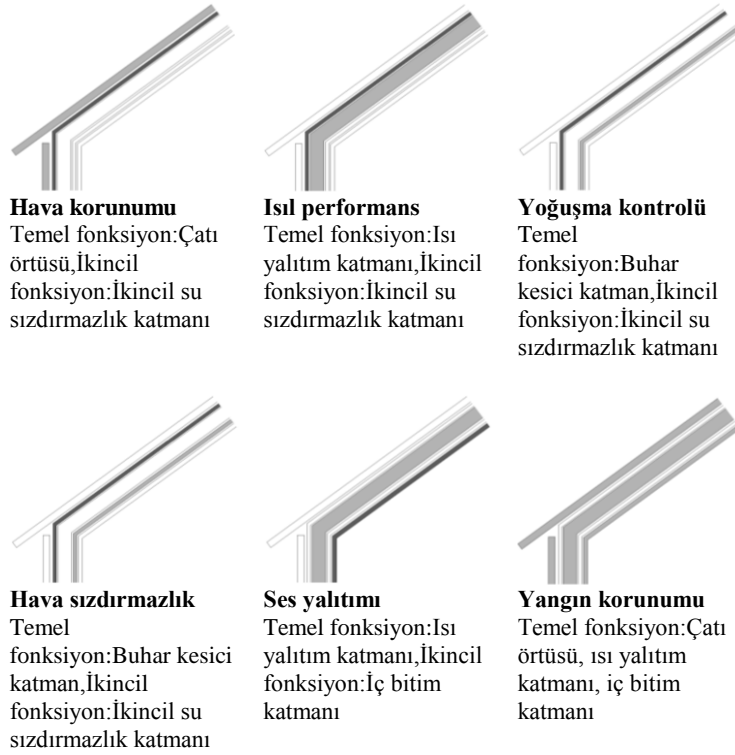 Hava korunumu
Temel fonksiyon:Çatı
örtüsü,İkincil
fonksiyon:İkincil su
sızdırmazlık katmanı
Isıl performans
Temel fonksiyon:Isı
yalıtım katmanı,İkincil
fonksiyon:İkincil su
sızdırmazlık katmanı
Yoğuşma kontrolü
Temel
fonksiyon:Buhar
kesici katman,İkincil
fonksiyon:İkincil su
sızdırmazlık katmanı
Hava sızdırmazlık
Temel
fonksiyon:Buhar kesici
katman,İkincil
fonksiyon:İkincil su
sızdırmazlık katmanı
Ses yalıtımı
Temel fonksiyon:Isı
yalıtım katmanı,İkincil
fonksiyon:İç bitim
katmanı
Yangın korunumu
Temel fonksiyon:Çatı
örtüsü, ısı yalıtım
katmanı, iç bitim
katmanı